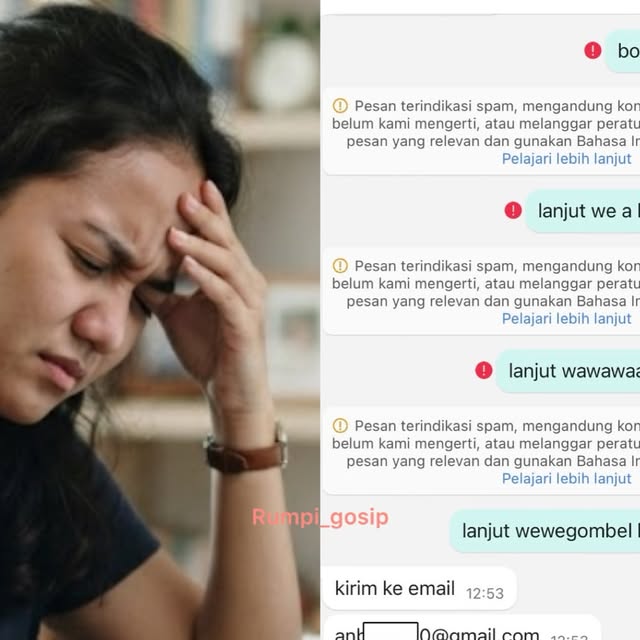 bo
Pesan terindikasi spam, mengandung kon
belum kami mengerti, atau melanggar peratu
pesan yang relevan dan gunakan Bahasa In
Pelajari lebih lanjut
lanjut we a
Pesan terindikasi spam, mengandung kon
belum kami mengerti, atau melanggar peratu
pesan yang relevan dan gunakan Bahasa In
Pelajari lebih lanjut
lanjut wawawaa
Pesan terindikasi spam, mengandung kon
belum kami mengerti, atau melanggar peratu
pesan yang relevan dan gunakan Bahasa In
Pelajari lebih lanjut
Rumpi_gosip
lanjut wewegombel
kirim ke email 12:53
0@gmail.com 12:53